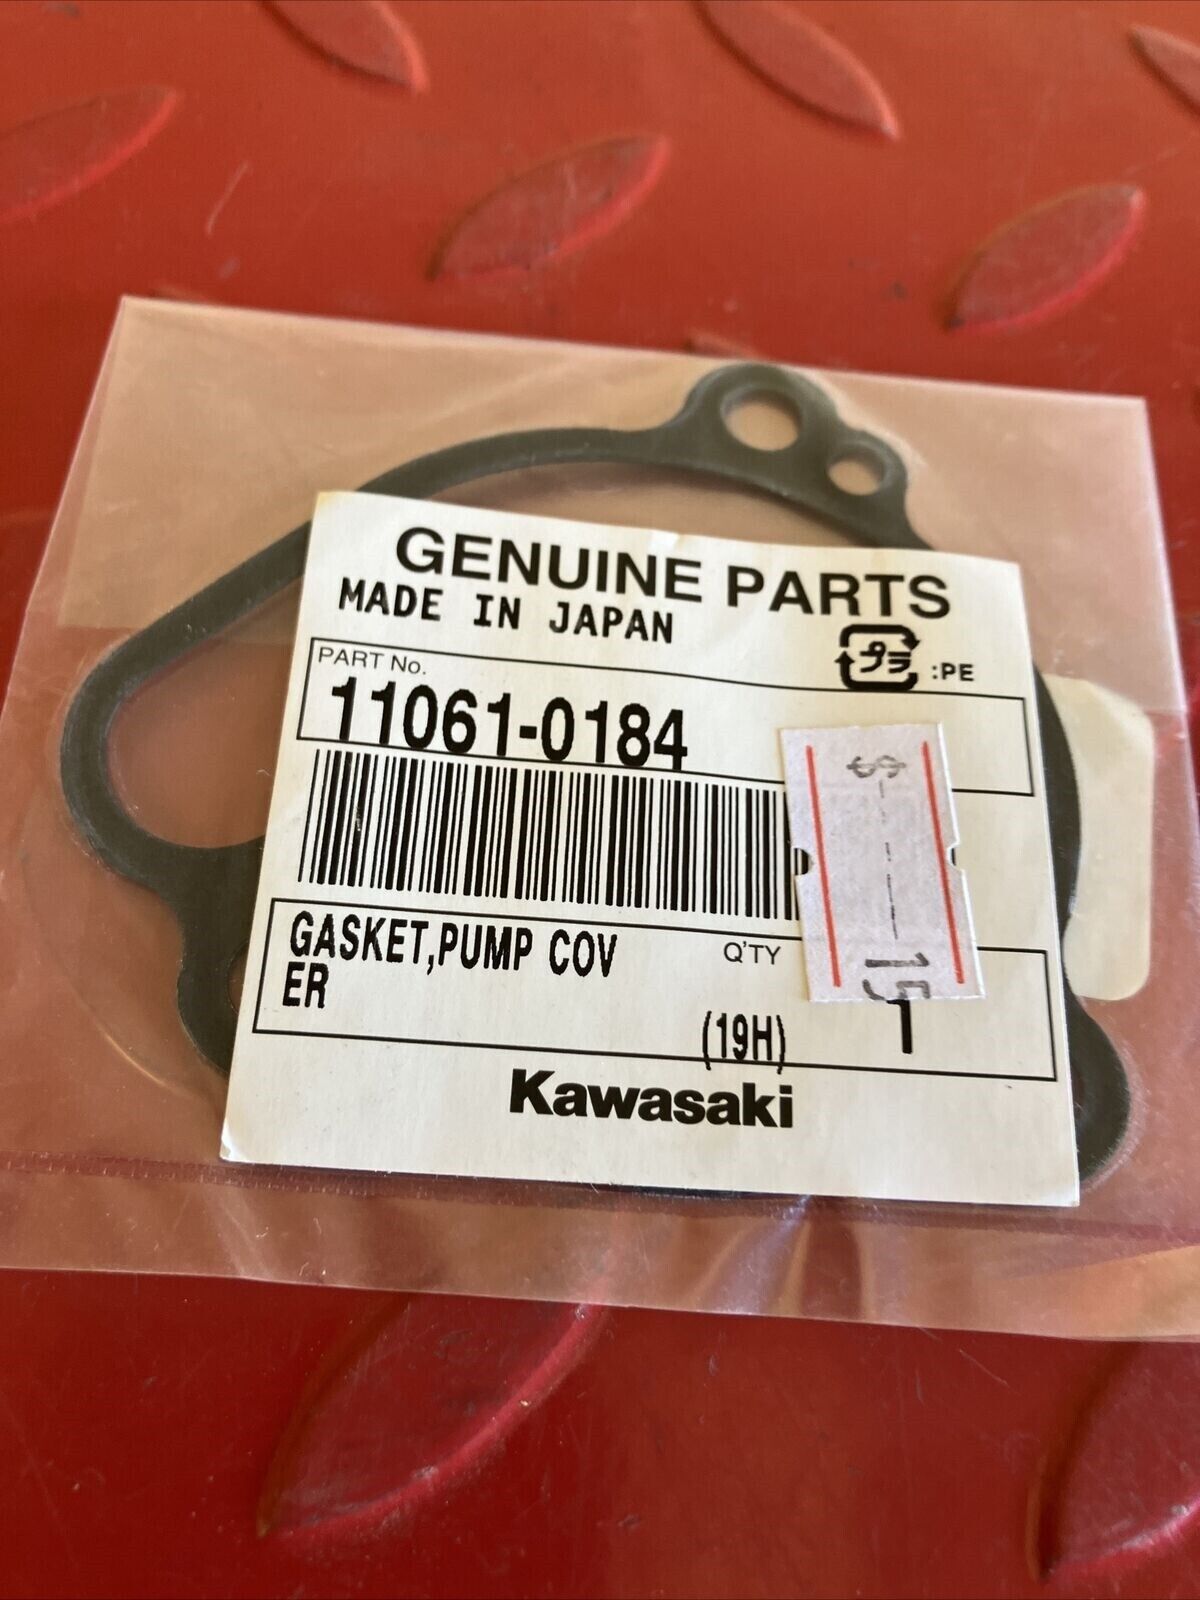 GENUINE PARTS
MADE IN JAPAN
プラ :PE
PART No.
11061-0184
GASKET,PUMP COV
ER
Q'TY
(19H)
1
$----15
Kawasaki